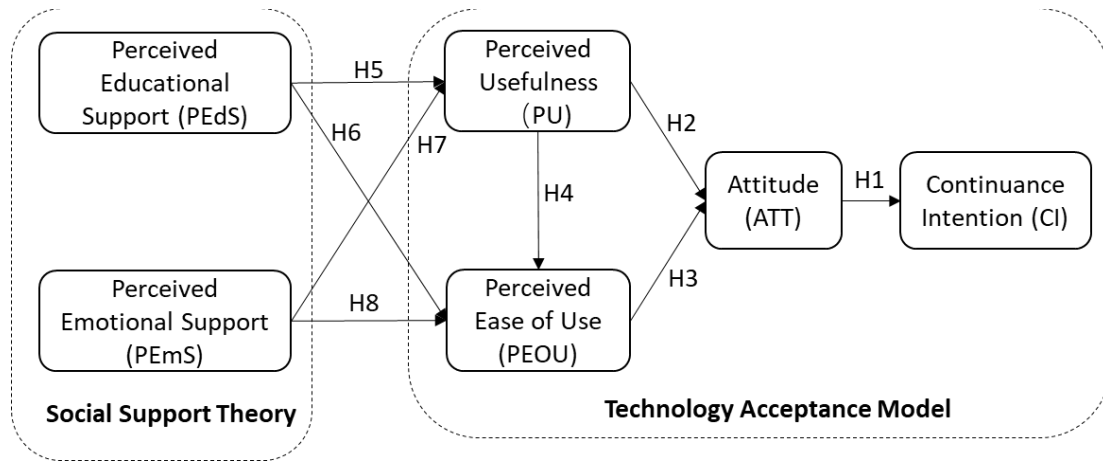 Perceived
Educational
Support (PEdS)
H5
Perceived
Usefulness
（PU)
H6
H7
H2
H4
Attitude
(ATT)
H1
Continuance
Intention (CI)
Perceived
Emotional Support
(PEmS)
H8
Perceived
Ease of Use
(PEOU)
H3
Social Support Theory
Technology Acceptance Model